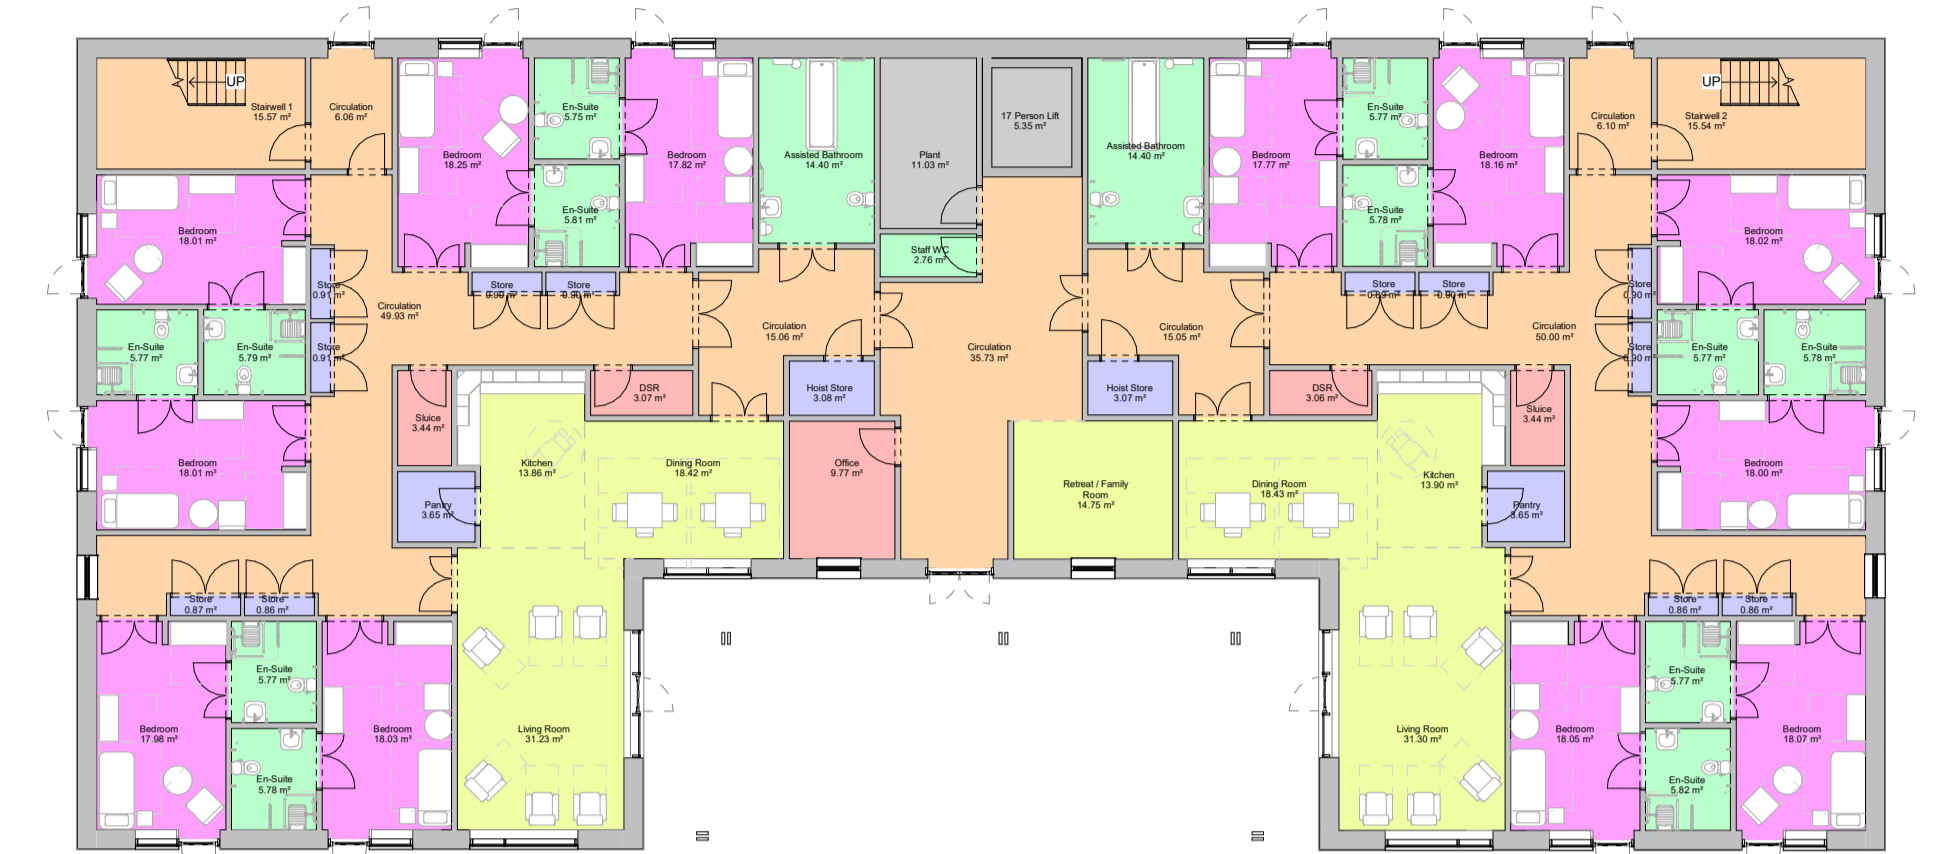 UP
Stairwell 1
15.57 m²
Circulation
6.06 m²
Bedroom
18.25 m²
En-Suite
5.75 m²
En-Suite
5.81 m²
Bedroom
17.82 m²
Assisted Bathroom
14.40 m²
Plant
11.03 m²
17 Person Lift
5.35 m²
Assisted Bathroom
14.40 m²
Bedroom
17.77 m²
En-Suite
5.77 m²
En-Suite
5.78 m²
Bedroom
18.16 m²
Circulation
6.10 m²
UP
Stairwell 2
15.54 m²
Bedroom
18.01 m²
Store
0.91 m²
Circulation
49.93 m²
Store
0.90 m²
Store
0.90 m²
Staff WC
2.76 m²
Store
0.89 m²
Store
0.90 m²
Store
0.90 m²
Bedroom
18.02 m²
En-Suite
5.77 m²
En-Suite
5.79 m²
Store
0.91 m²
Circulation
15.06 m²
Circulation
35.73 m²
Circulation
15.05 m²
Circulation
50.00 m²
Store
0.90 m²
En-Suite
5.77 m²
En-Suite
5.78 m²
Sluice
3.44 m²
DSR
3.07 m²
Hoist Store
3.08 m²
Hoist Store
3.07 m²
DSR
3.06 m²
Sluice
3.44 m²
Bedroom
18.01 m²
Kitchen
13.86 m²
Dining Room
18.42 m²
Office
9.77 m²
Retreat / Family
Room
14.75 m²
Dining Room
18.43 m²
Kitchen
13.90 m²
Bedroom
18.00 m²
Pantry
3.65 m²
Pantry
3.65 m²
Store
0.87 m²
Store
0.86 m²
Store
0.86 m²
Store
0.86 m²
Bedroom
17.98 m²
En-Suite
5.77 m²
En-Suite
5.78 m²
Bedroom
18.03 m²
Living Room
31.23 m²
Living Room
31.30 m²
Bedroom
18.05 m²
En-Suite
5.77 m²
En-Suite
5.82 m²
Bedroom
18.07 m²